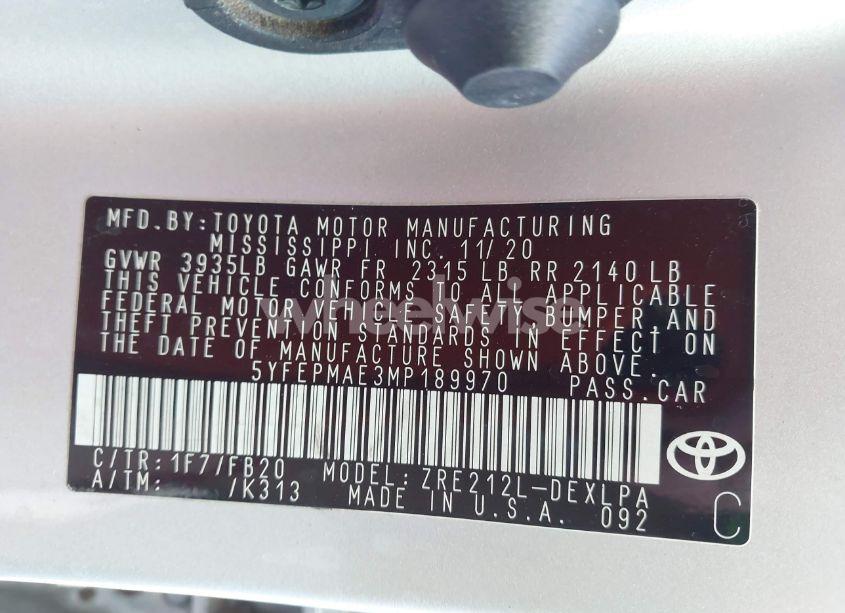 MFD.BY:TOYOTA MOTOR MANUFACTURING
MISSISSIPPI INC. 11/20
GVWR 3935LB GAWR FR 2315 LB RR 2140 LB
THIS VEHICLE CONFORMS TO ALL APPLICABLE
FEDERAL MOTOR VEHICLE SAFETY,BUMPER,AND
THEFT PREVENTION STANDARDS IN EFFECT ON
THE DATE OF MANUFACTURE SHOWN ABOVE.
5YFEPMAE3MP189970 PASS.CAR
C/TR: 1F7/FB20 MODEL: ZRE212L-DEXLPA
A/TM: /K313 MADE IN U.S.A. 092
C
wheelwise